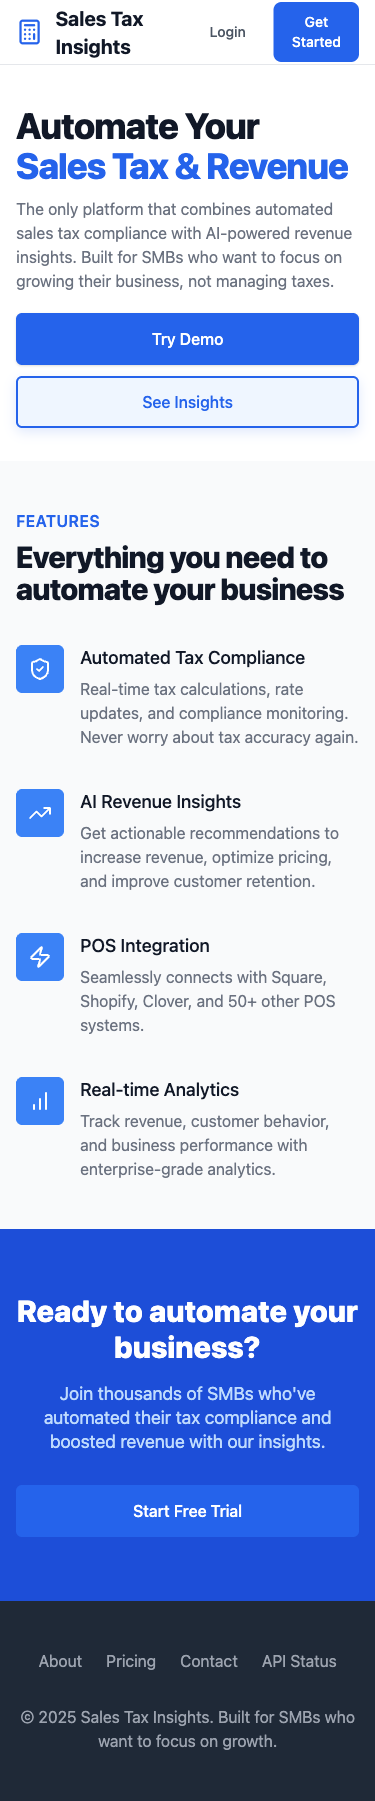 Sales Tax
Insights
Login
Get
Started
Automate Your
Sales Tax & Revenue
The only platform that combines automated
sales tax compliance with AI-powered revenue
insights. Built for SMBs who want to focus on
growing their business, not managing taxes.
Try Demo
See Insights
FEATURES
Everything you need to
automate your business
Automated Tax Compliance
Real-time tax calculations, rate
updates, and compliance monitoring.
Never worry about tax accuracy again.
AI Revenue Insights
Get actionable recommendations to
increase revenue, optimize pricing,
and improve customer retention.
POS Integration
Seamlessly connects with Square,
Shopify, Clover, and 50+ other POS
systems.
Real-time Analytics
Track revenue, customer behavior,
and business performance with
enterprise-grade analytics.
Ready to automate your
business?
Join thousands of SMBs who've
automated their tax compliance and
boosted revenue with our insights.
Start Free Trial
About Pricing Contact API Status
© 2025 Sales Tax Insights. Built for SMBs who
want to focus on growth.